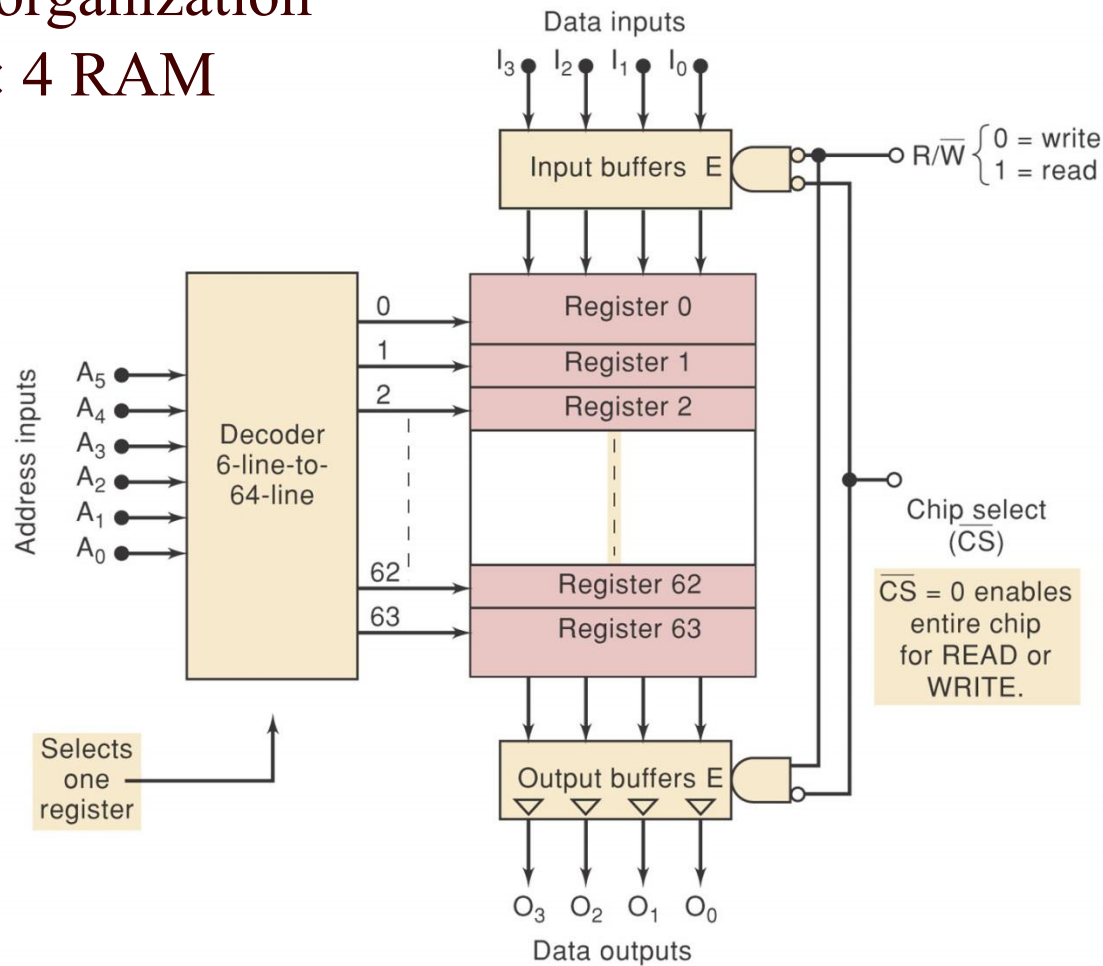 organization
4 RAM
Data inputs
I₃ I₂ I₁ I₀
Input buffers E
R/W̅ { 0 = write
1 = read
Address inputs
A₅
A₄
A₃
A₂
A₁
A₀
Decoder
6-line-to-
64-line
0
1
2
62
63
Register 0
Register 1
Register 2
Register 62
Register 63
Chip select
(C̅S̅)
C̅S̅ = 0 enables
entire chip
for READ or
WRITE.
Selects
one
register
Output buffers E
O₃ O₂ O₁ O₀
Data outputs